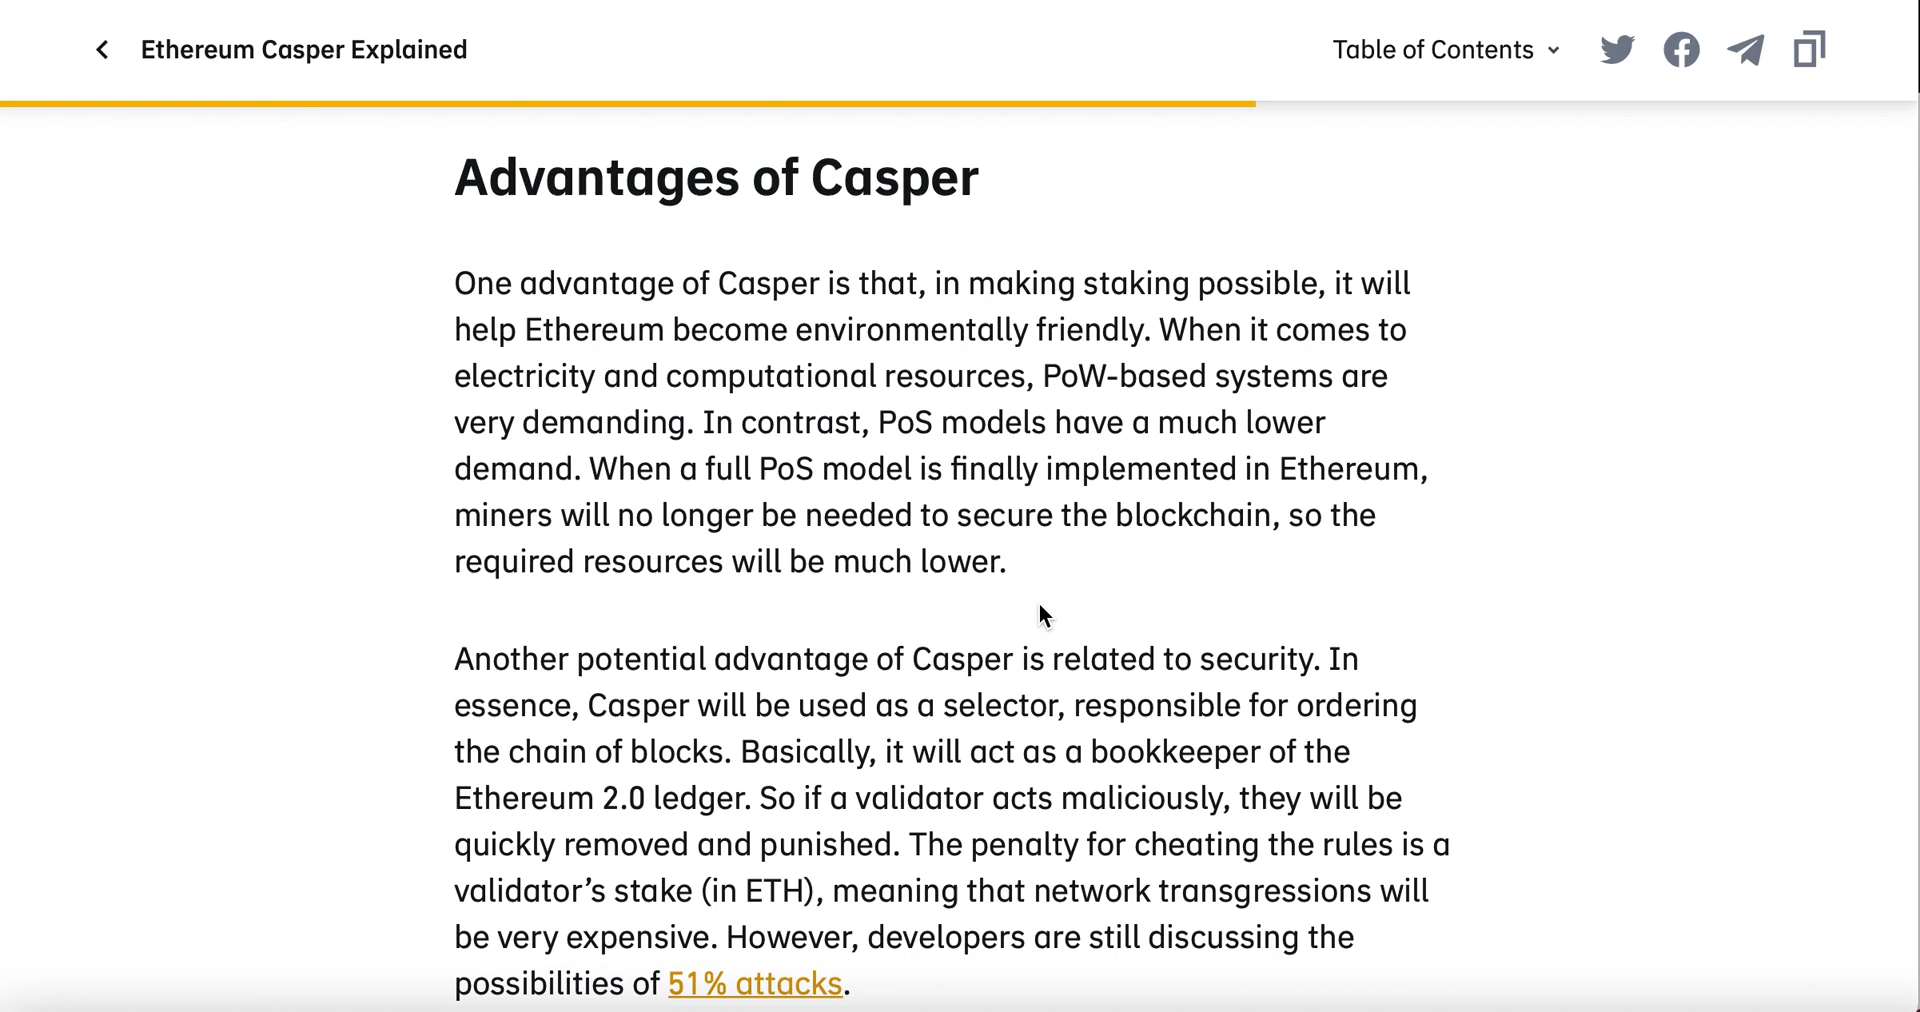 Ethereum Casper Explained
Table of Contents
Advantages of Casper
One advantage of Casper is that, in making staking possible, it will
help Ethereum become environmentally friendly. When it comes to
electricity and computational resources, PoW-based systems are
very demanding. In contrast, PoS models have a much lower
demand. When a full PoS model is finally implemented in Ethereum,
miners will no longer be needed to secure the blockchain, so the
required resources will be much lower.
Another potential advantage of Casper is related to security. In
essence, Casper will be used as a selector, responsible for ordering
the chain of blocks. Basically, it will act as a bookkeeper of the
Ethereum 2.0 ledger. So if a validator acts maliciously, they will be
quickly removed and punished. The penalty for cheating the rules is a
validator’s stake (in ETH), meaning that network transgressions will
be very expensive. However, developers are still discussing the
possibilities of 51% attacks.